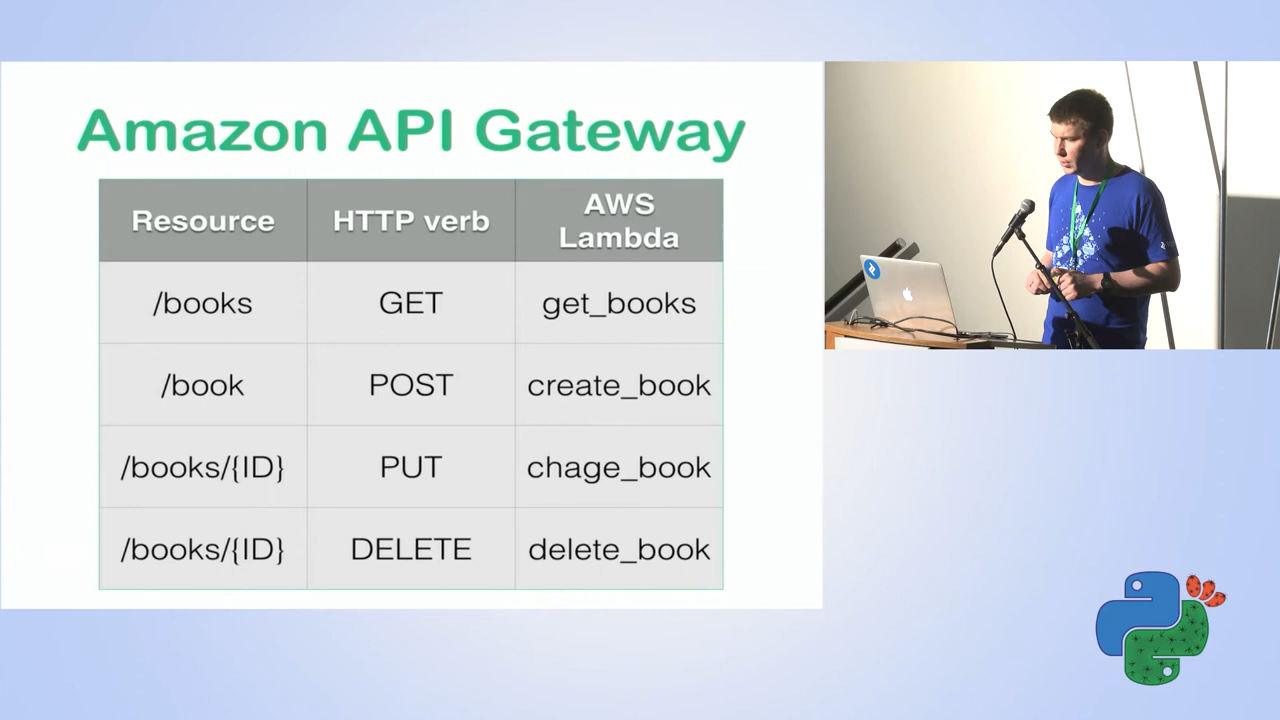 Amazon API Gateway
Resource HTTP verb AWS Lambda
/books GET get_books
/book POST create_book
/books/{ID} PUT chage_book
/books/{ID} DELETE delete_book